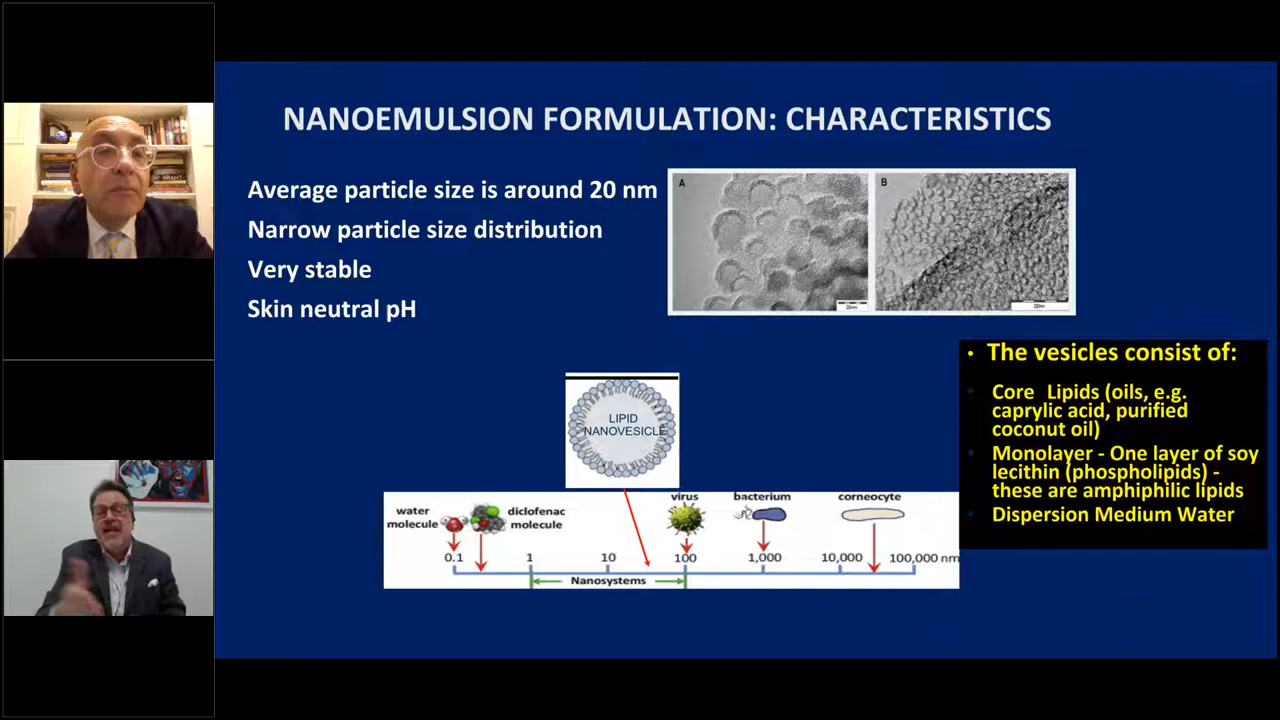 NANOEMULSION FORMULATION: CHARACTERISTICS
Average particle size is around 20 nm
Narrow particle size distribution
Very stable
Skin neutral pH
A
B
20nm
200nm
• The vesicles consist of:
Core Lipids (oils, e.g.
caprylic acid, purified
coconut oil)
Monolayer - One layer of soy
lecithin (phospholipids) -
these are amphiphilic lipids
Dispersion Medium Water
LIPID
NANOVESICLE
water
molecule
diclofenac
molecule
virus
bacterium
corneocyte
0.1 1 10 100 1,000 10,000 100,000 nm
Nanosystems